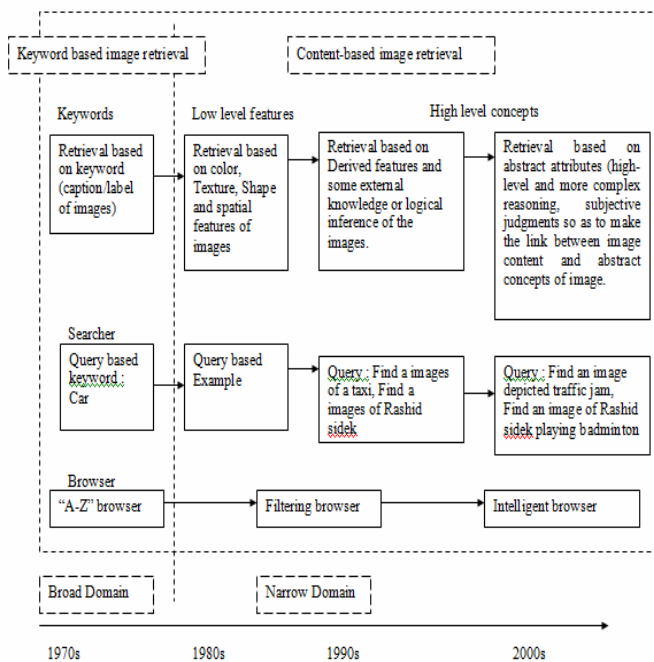 Keyword based image retrieval
Content-based image retrieval
Keywords
Low level features
High level concepts
Retrieval based
on keyword
(caption/label
of images)
Retrieval based
on color,
Texture, Shape
and spatial
features of
images
Retrieval based on
Derived features and
some external
knowledge or logical
inference of the
images.
Retrieval based on
abstract attributes (high-
level and more complex
reasoning, subjective
judgments so as to make
the link between image
content and abstract
concepts of image.
Searcher
Query based
keyword :
Car
Query based
Example
Query : Find a images
of a taxi, Find a
images of Rashid
sidek
Query : Find an image
depicted traffic jam,
Find an image of Rashid
sidek playing badminton
Browser
“A-Z” browser
Filtering browser
Intelligent browser
Broad Domain
Narrow Domain
1970s
1980s
1990s
2000s